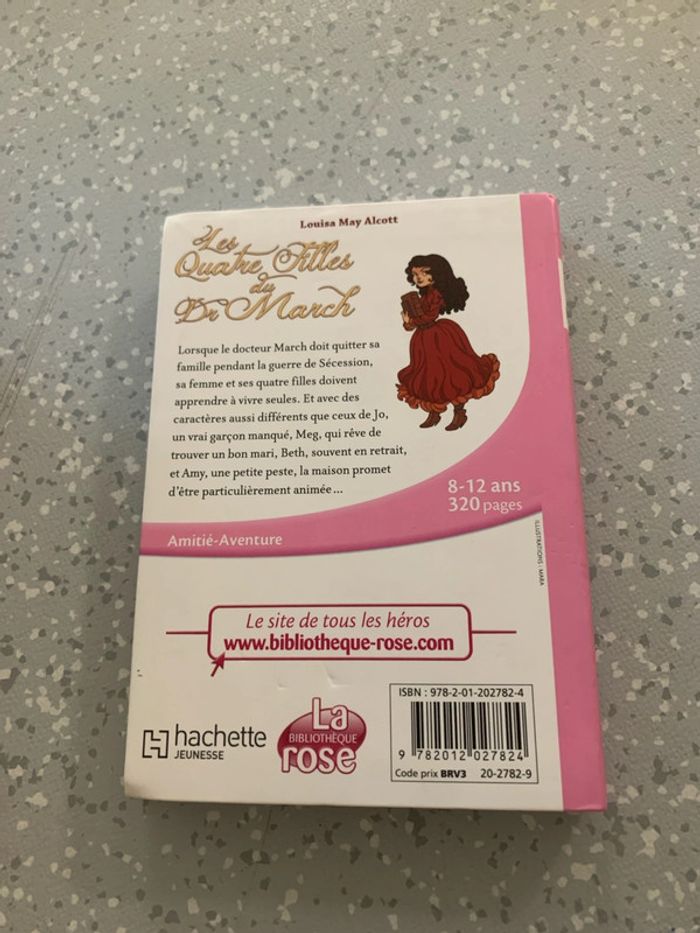 Louisa May Alcott
Les
Quatre Filles
du
Dr March
Lorsque le docteur March doit quitter sa
famille pendant la guerre de Sécession,
sa femme et ses quatre filles doivent
apprendre à vivre seules. Et avec des
caractères aussi différents que ceux de Jo,
un vrai garçon manqué, Meg, qui rêve de
trouver un bon mari, Beth, souvent en retrait,
et Amy, une petite peste, la maison promet
d'être particulièrement animée...
8-12 ans
320 pages
Amitié-Aventure
ILLUSTRATIONS : MARA
Le site de tous les héros
www.bibliotheque-rose.com
hachette
JEUNESSE
La
BIBLIOTHÈQUE
rose
ISBN : 978-2-01-202782-4
9 782012 027824
Code prix BRV3 20-2782-9